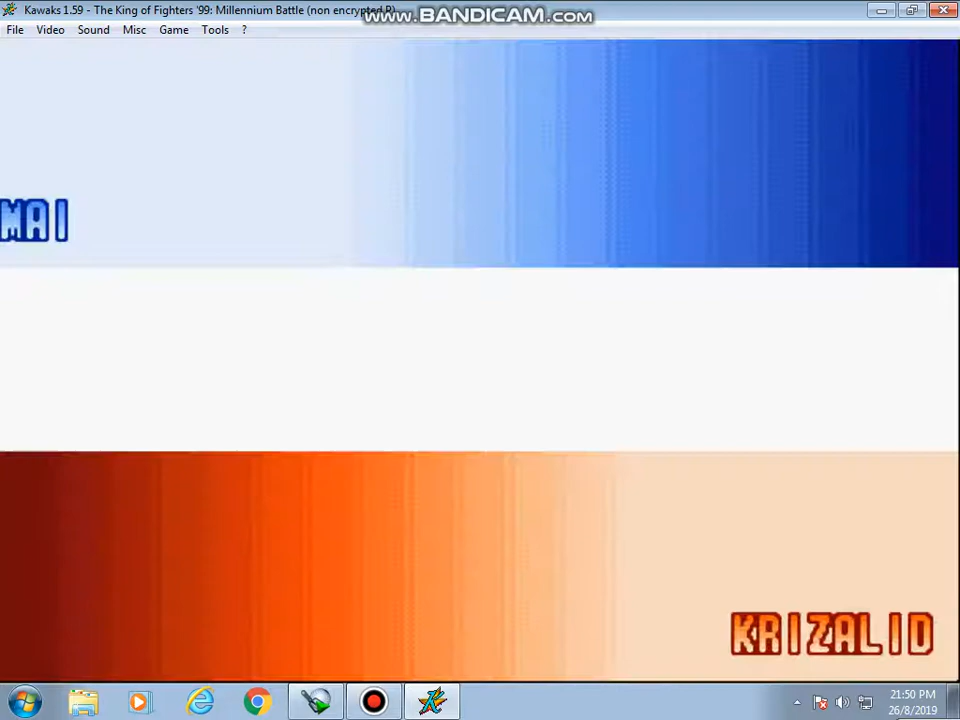 Kawaks 1.59 - The King of Fighters '99: Millennium Battle (non encrypted P)
www.BANDICAM.com
File Video Sound Misc Game Tools ?
MAI
KRIZALID
21:50 PM
26/8/2019